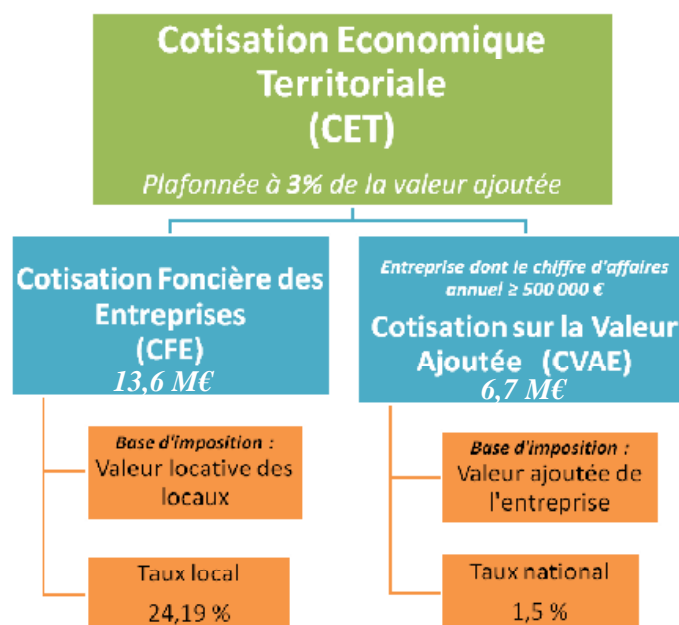 Cotisation Economique
Territoriale
(CET)
Plafonnée à 3% de la valeur ajoutée
Cotisation Foncière des
Entreprises
(CFE)
13,6 M€
Entreprise dont le chiffre d'affaires
annuel ≥ 500 000 €
Cotisation sur la Valeur
Ajoutée (CVAE)
6,7 M€
Base d'imposition :
Valeur locative des
locaux
Taux local
24,19 %
Base d'imposition :
Valeur ajoutée de
l'entreprise
Taux national
1,5 %